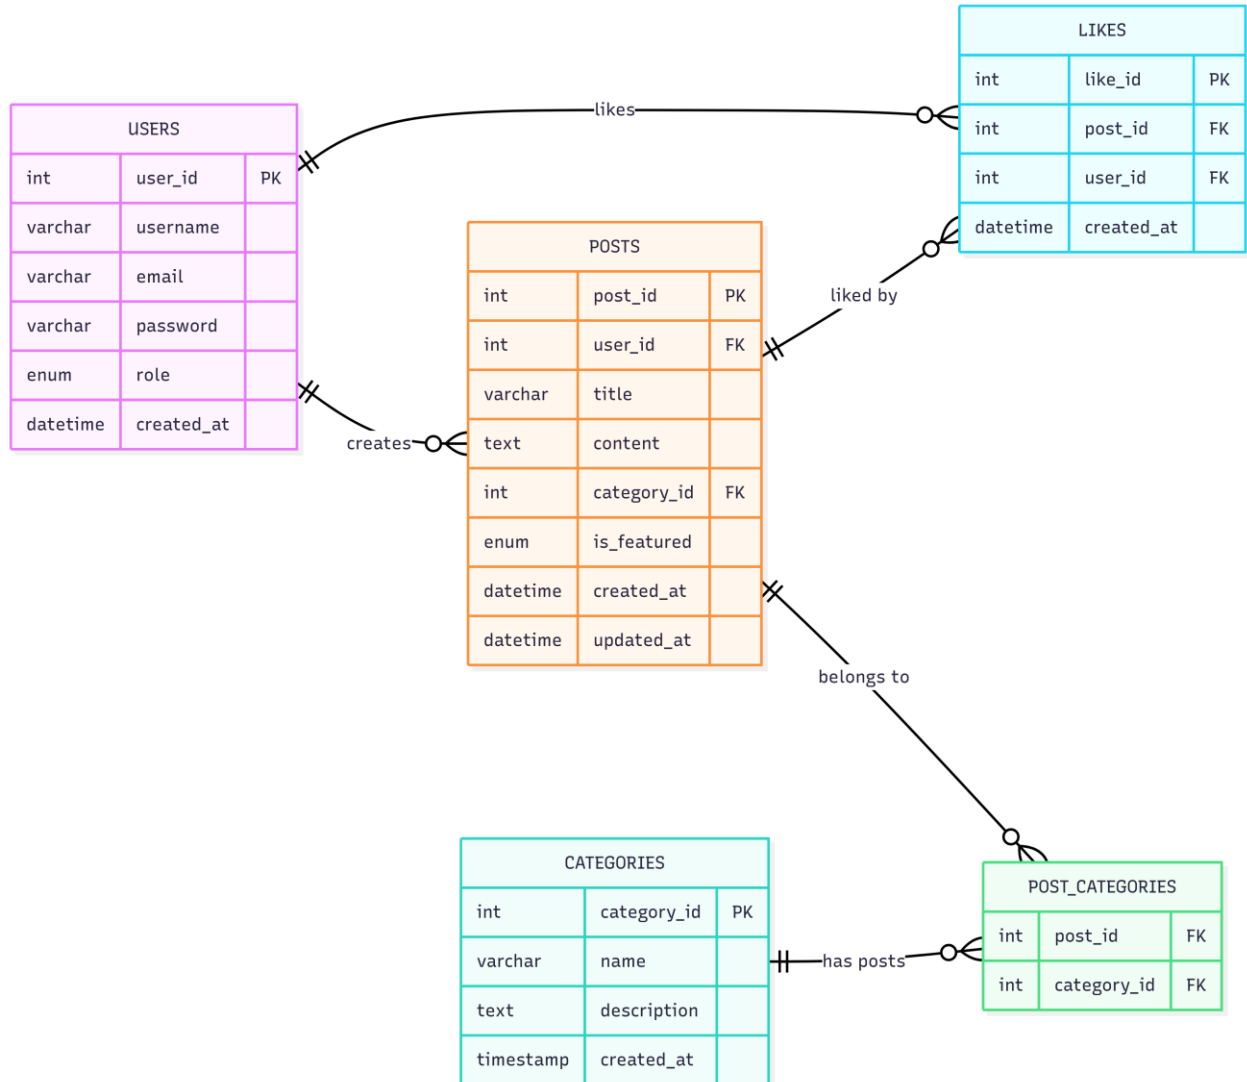 LIKES
int like_id PK
int post_id FK
int user_id FK
datetime created_at
likes
USERS
int user_id PK
varchar username
varchar email
varchar password
enum role
datetime created_at
POSTS
int post_id PK
int user_id FK
varchar title
text content
int category_id FK
enum is_featured
datetime created_at
datetime updated_at
liked by
creates
belongs to
CATEGORIES
int category_id PK
varchar name
text description
timestamp created_at
has posts
POST_CATEGORIES
int post_id FK
int category_id FK